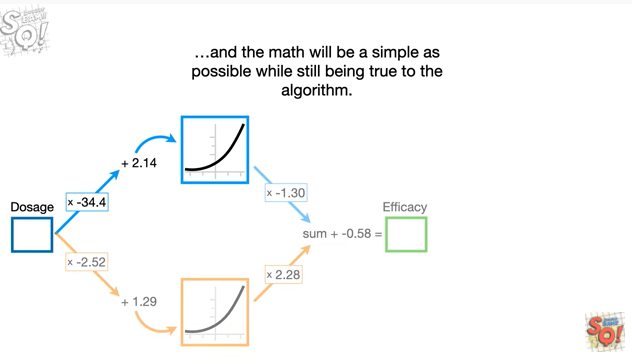 ...and the math will be a simple as
possible while still being true to the
algorithm.
+ 2.14
x -34.4
x -1.30
Dosage
Efficacy
sum + -0.58 =
x -2.52
x 2.28
+ 1.29
SQ!